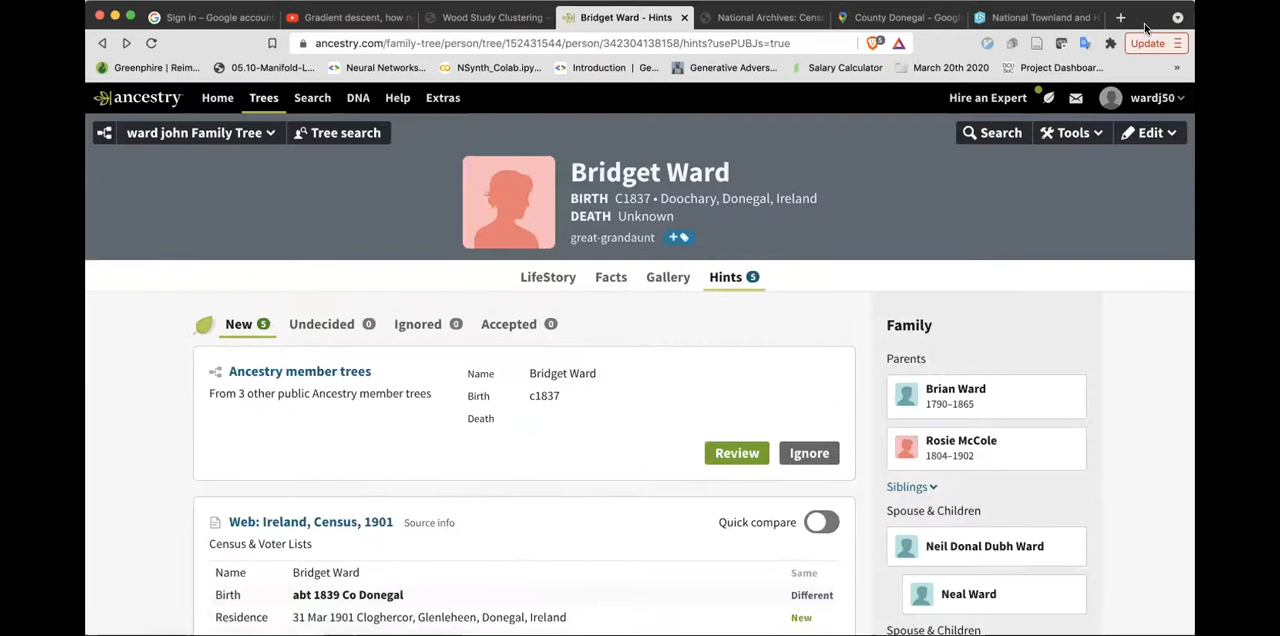 Sign in – Google account
Gradient descent, how n
Wood Study Clustering -
Bridget Ward - Hints
National Archives: Censu
County Donegal - Googl
National Townland and H
ancestry.com/family-tree/person/tree/152431544/person/342304138158/hints?usePUBJs=true
Update
Greenphire | Reim...
05.10-Manifold-L...
Neural Networks...
NSynth_Colab.ipy...
Introduction | Ge...
Generative Advers...
Salary Calculator
March 20th 2020
Project Dashboar...
»
ancestry
Home Trees Search DNA Help Extras
Hire an Expert
wardj50
ward john Family Tree
Tree search
Search Tools Edit
Bridget Ward
BIRTH C1837 • Doochary, Donegal, Ireland
DEATH Unknown
great-grandaunt
LifeStory Facts Gallery Hints 5
New 5 Undecided 0 Ignored 0 Accepted 0
Ancestry member trees
From 3 other public Ancestry member trees
Name Bridget Ward
Birth c1837
Death
Review Ignore
Web: Ireland, Census, 1901 Source info
Quick compare
Census & Voter Lists
Name Bridget Ward Same
Birth abt 1839 Co Donegal Different
Residence 31 Mar 1901 Cloghercor, Glenleheen, Donegal, Ireland New
Family
Parents
Brian Ward
1790–1865
Rosie McCole
1804–1902
Siblings
Spouse & Children
Neil Donal Dubh Ward
Neal Ward
Spouse & Children